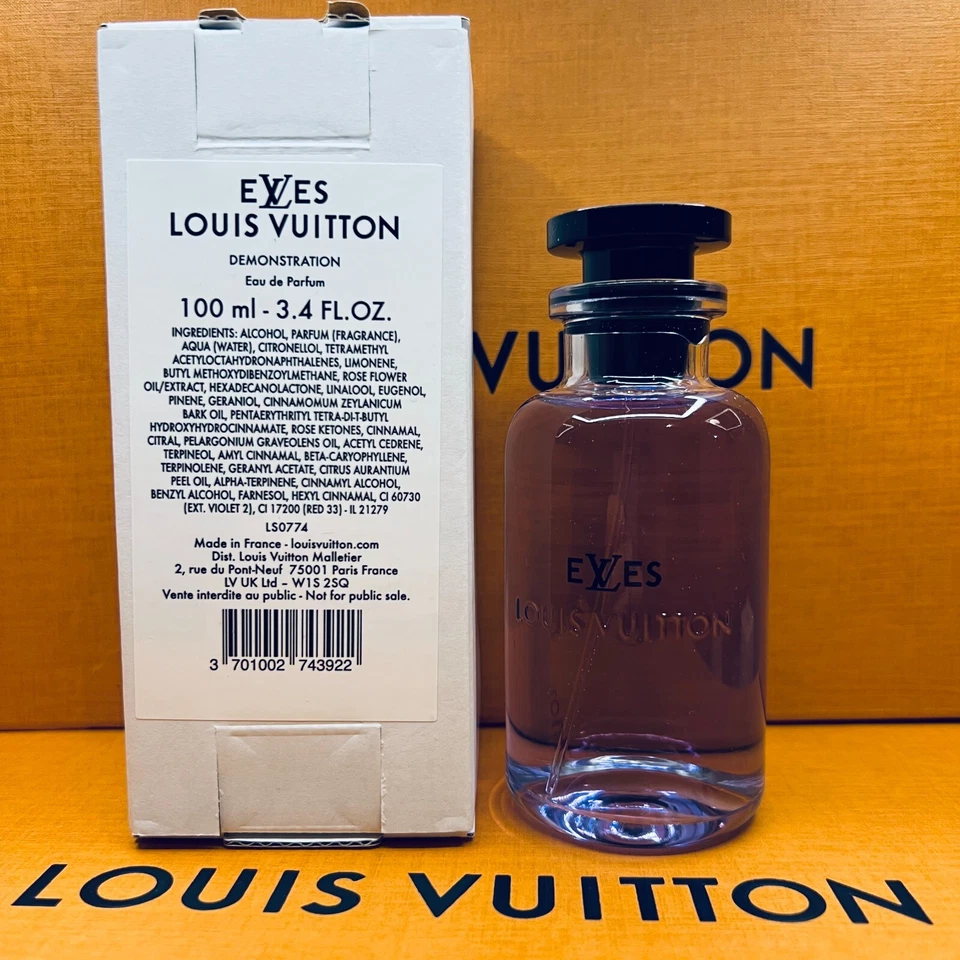 ELVES
LOUIS VUITTON
DEMONSTRATION
Eau de Parfum
100 ml - 3.4 FL.OZ.
INGREDIENTS: ALCOHOL, PARFUM (FRAGRANCE),
AQUA (WATER), CITRONELLOL, TETRAMETHYL
ACETYLOCTAHYDRONAPHTHALENES, LIMONENE,
BUTYL METHOXYDIBENZOYLMETHANE, ROSE FLOWER
OIL/EXTRACT, HEXADECANOLACTONE, LINALOOL, EUGENOL,
PINENE, GERANIOL, CINNAMOMUM ZEYLANICUM
BARK OIL, PENTAERYTHRITYL TETRA-DI-T-BUTYL
HYDROXYHYDROCINNAMATE, ROSE KETONES, CINNAMAL,
CITRAL, PELARGONIUM GRAVEOLENS OIL, ACETYL CEDRENE,
TERPINEOL, AMYL CINNAMAL, BETA-CARYOPHYLLENE,
TERPINOLENE, GERANYL ACETATE, CITRUS AURANTIUM
PEEL OIL, ALPHA-TERPINENE, CINNAMYL ALCOHOL,
BENZYL ALCOHOL, FARNESOL, HEXYL CINNAMAL, CI 60730
(EXT. VIOLET 2), CI 17200 (RED 33) - IL 21279
LS0774
Made in France - louisvuitton.com
Dist. Louis Vuitton Malletier
2, rue du Pont-Neuf 75001 Paris France
LV UK Ltd – W1S 2SQ
Vente interdite au public - Not for public sale.
3 701002 743922
VU ON
ELVES
LOUIS VUITTON
LOUIS VUITTON